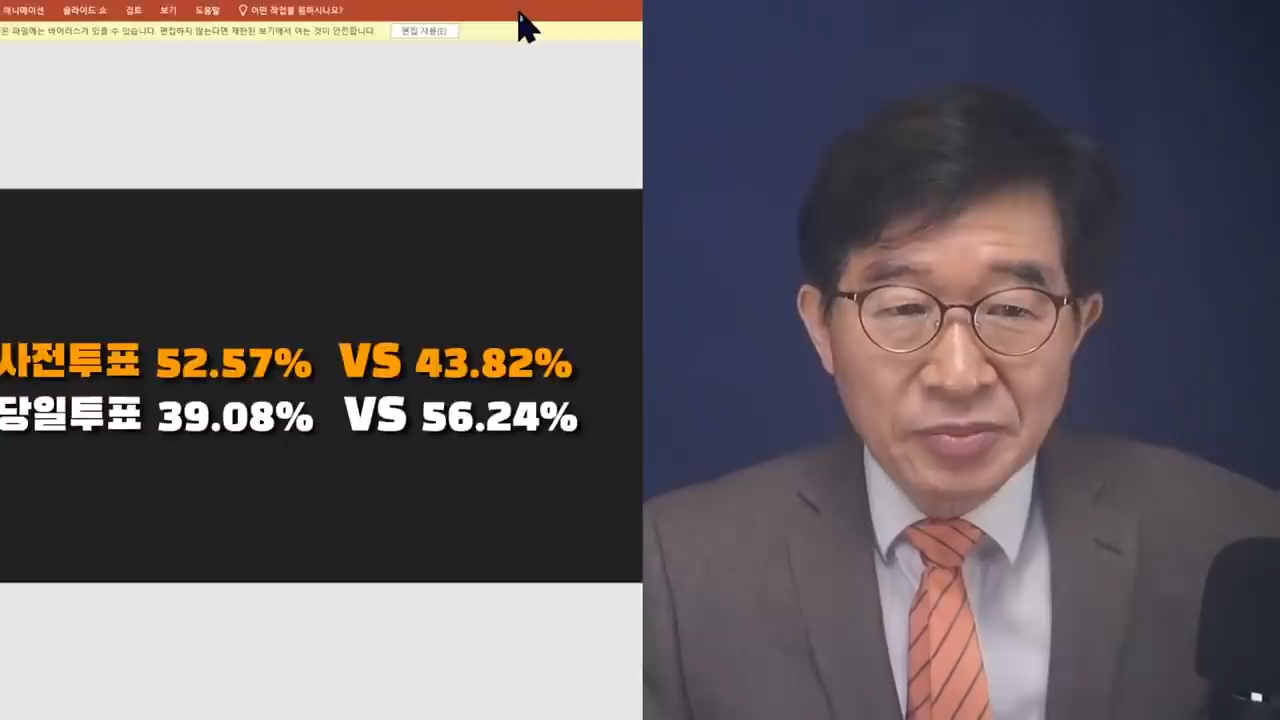 애니메이션 슬라이드 쇼 검토 보기 도움말 어떤 작업을 원하시나요?
파일에는 바이러스가 있을 수 있습니다. 편집하지 않는다면 제한된 보기에서 여는 것이 안전합니다. 편집 사용(E)
사전투표 52.57% VS 43.82%
당일투표 39.08% VS 56.24%